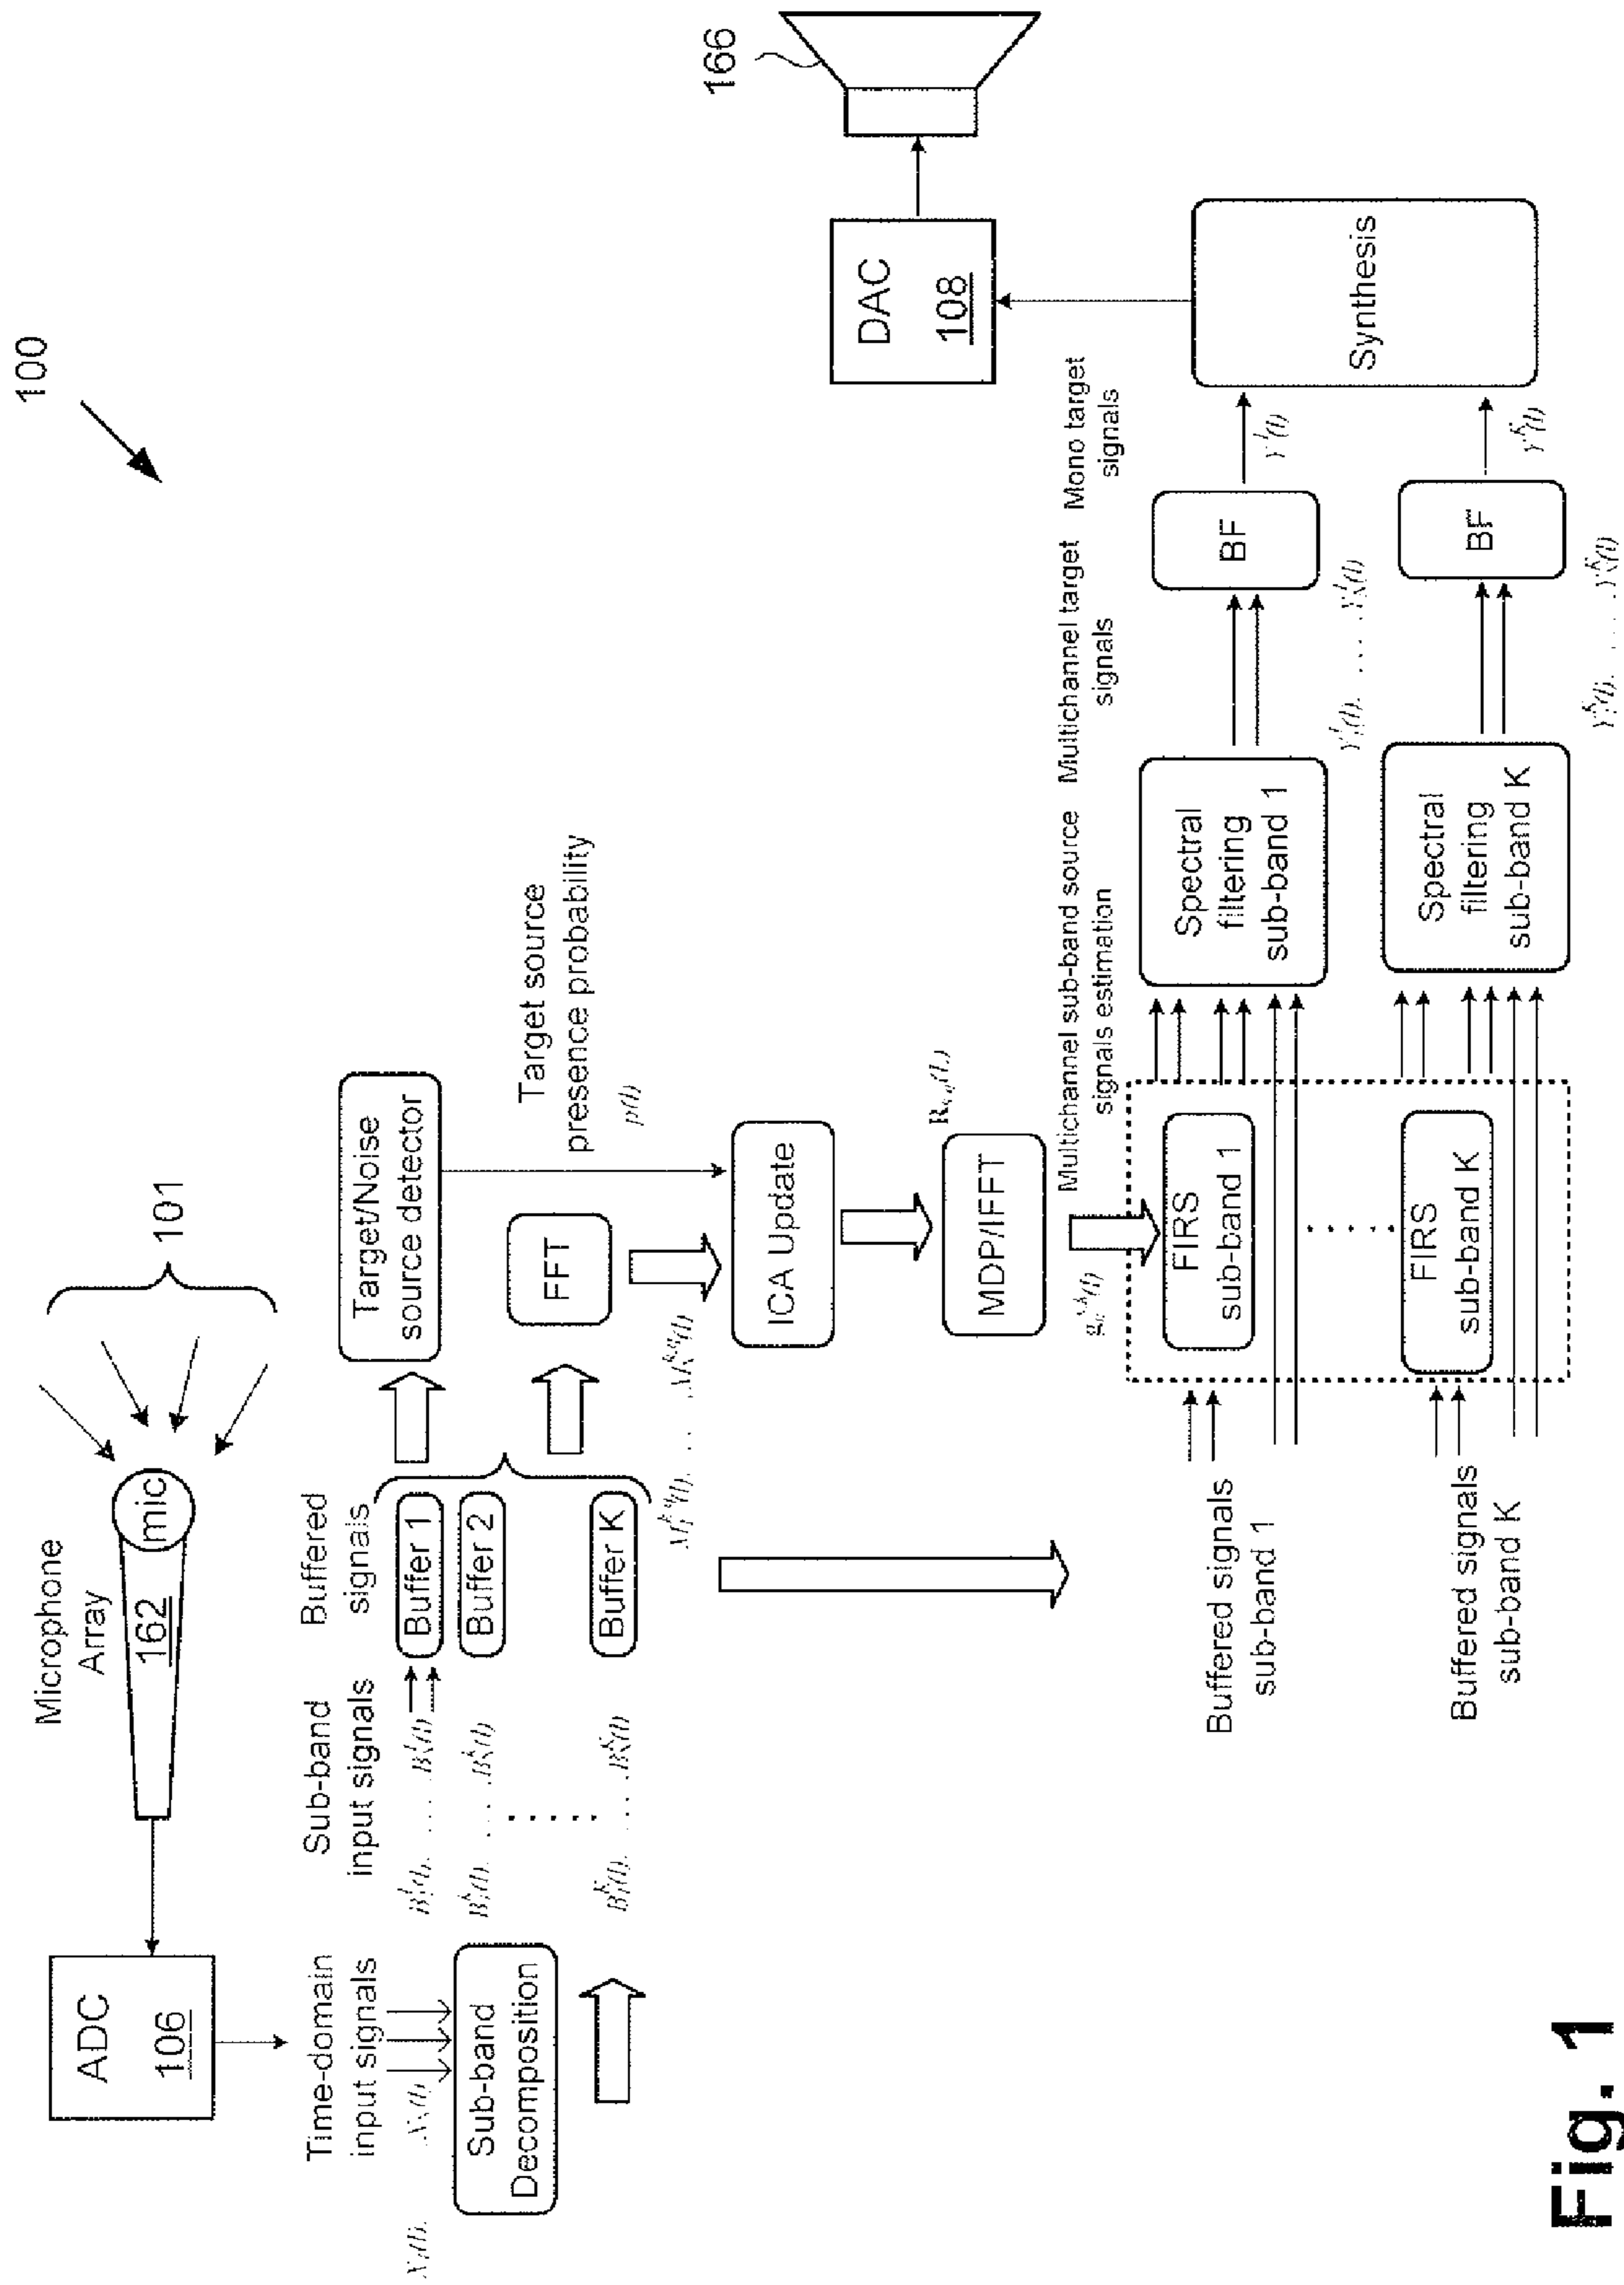 100
Microphone
Array
162
mic
101
ADC
106
166
DAC
108
Time-domain
input signals
Sub-band
Decomposition
Sub-band
input signals
Buffered
signals
Buffer 1
Buffer 2
Buffer K
Target/Noise
source detector
FFT
Target source
presence probability
p(l)
ICA Update
MDP/IFFT
Multichannel sub-band source
signals estimation
Multichannel target
signals
Mono target
signals
Buffered signals
sub-band 1
FIRS
sub-band 1
Spectral
filtering
sub-band 1
BF
Synthesis
Buffered signals
sub-band K
FIRS
sub-band K
Spectral
filtering
sub-band K
BF
Fig. 1